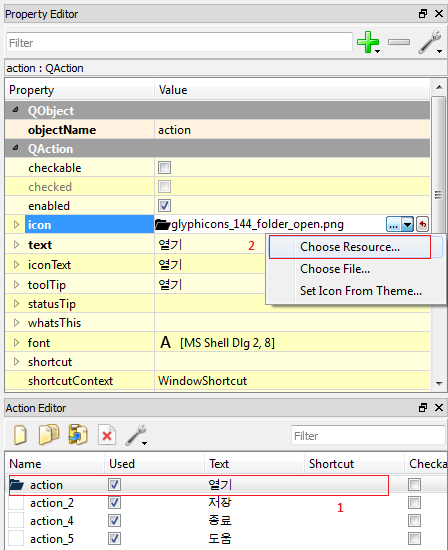 Property Editor
Filter
action : QAction
Property Value
QObject
objectName action
QAction
checkable
checked
enabled
icon glyphicons_144_folder_open.png ...
text 열기 2
Choose Resource...
iconText 열기
Choose File...
toolTip 열기
Set Icon From Theme...
statusTip
whatsThis
font A [MS Shell Dlg 2, 8]
shortcut
shortcutContext WindowShortcut
Action Editor
Filter
Name Used Text Shortcut Checka
action 열기
action_2 저장 1
action_4 종료
action_5 도움